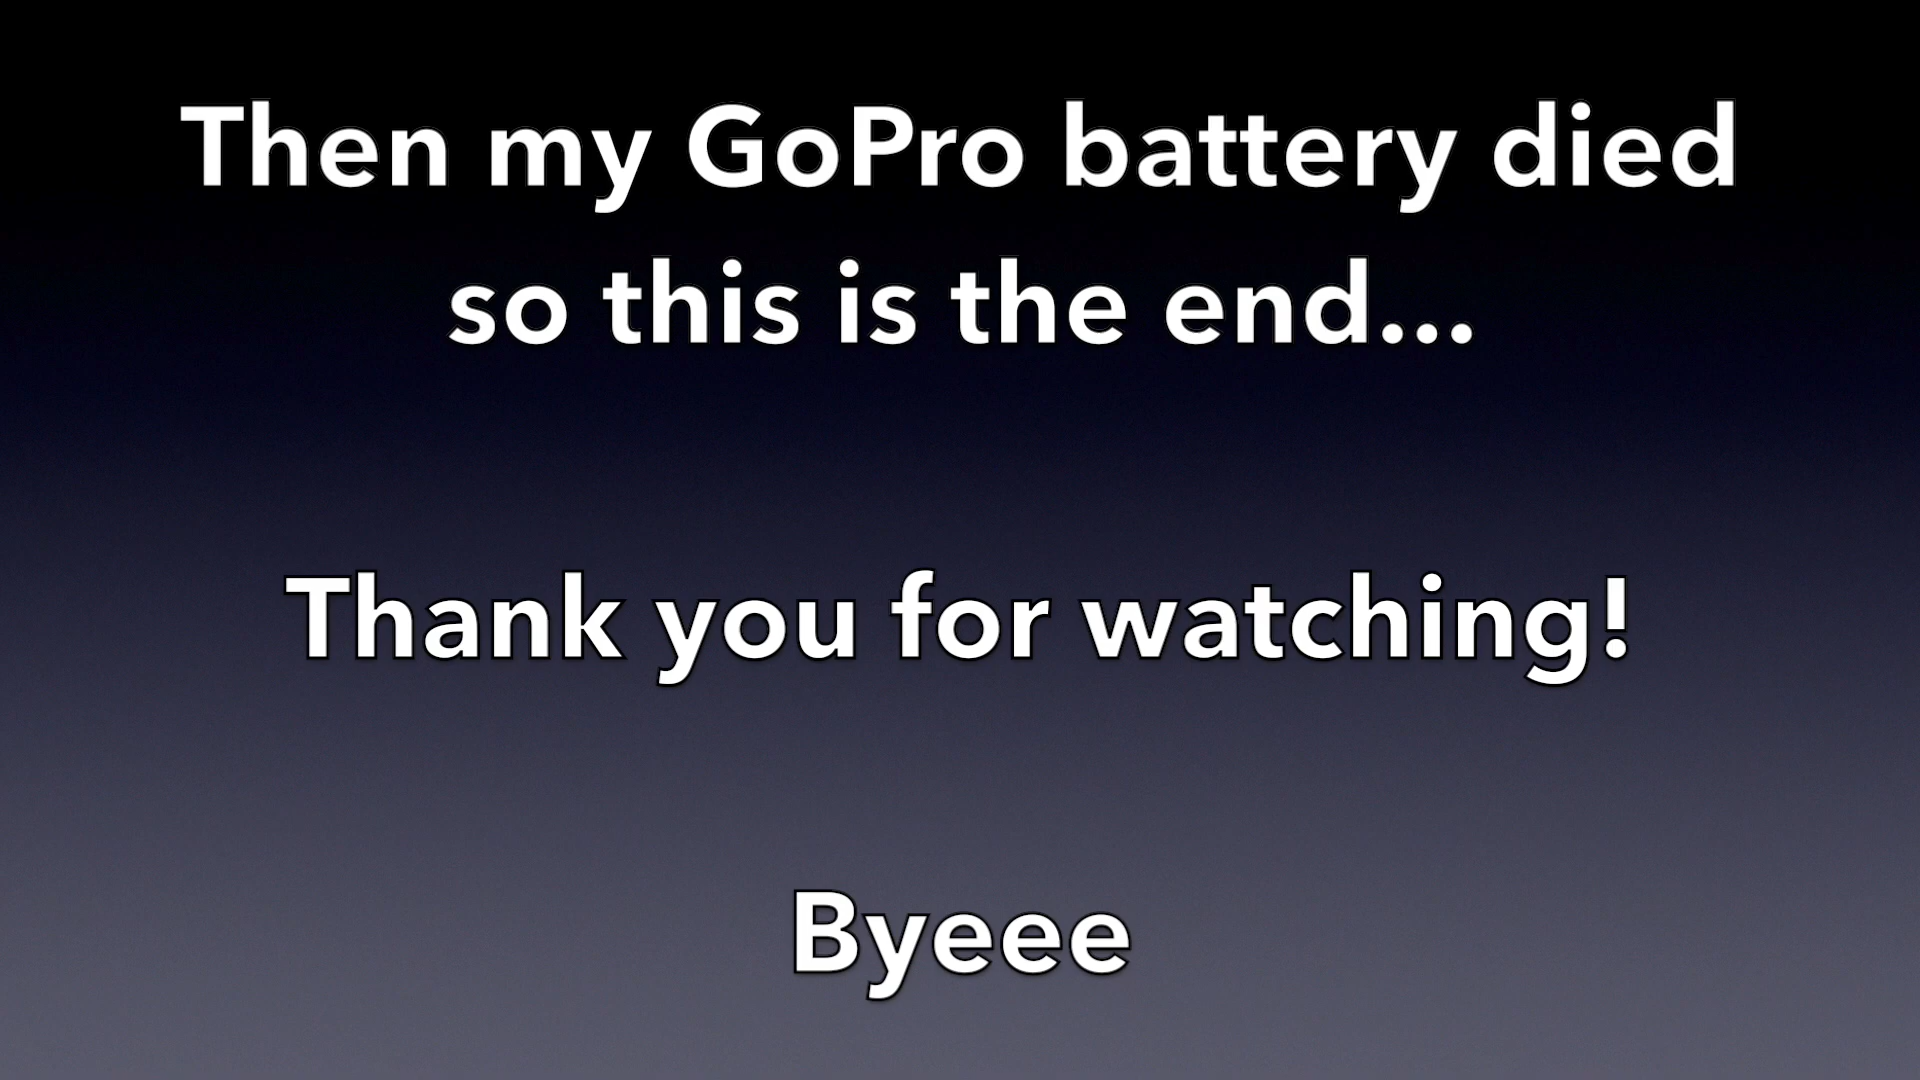 Then my GoPro battery died
so this is the end...
Thank you for watching!
Byeee